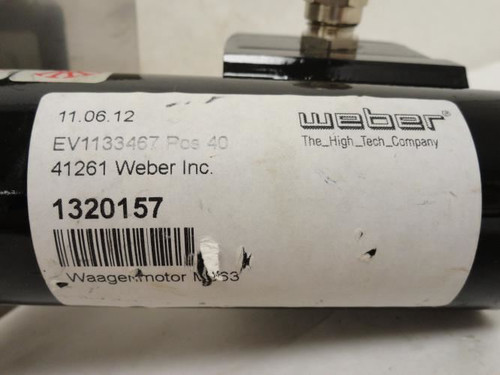 11.06.12
EV1133467 Pos 40
41261 Weber Inc.
1320157
Waagenmotor
weber®
The_High_Tech_Company